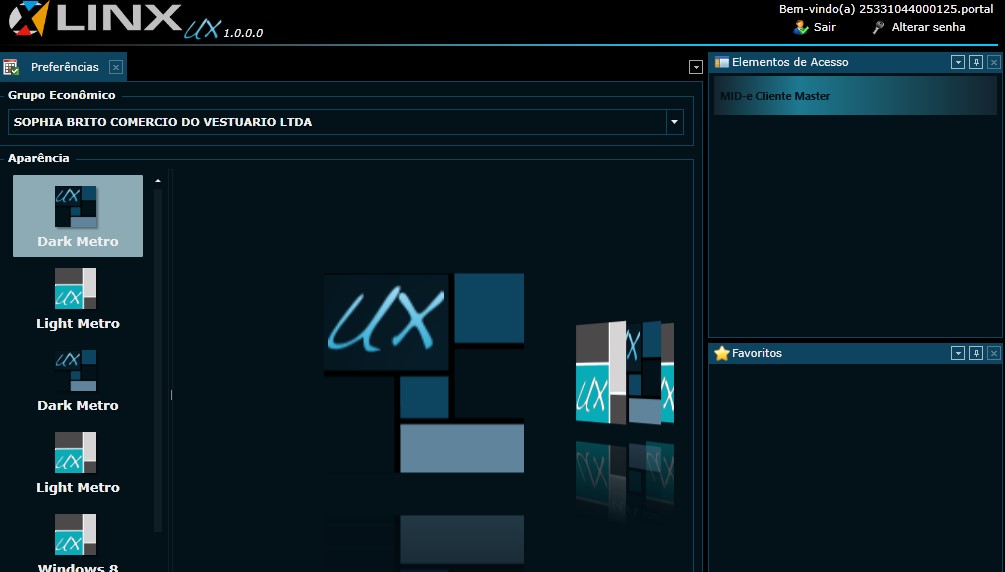 LINX UX 1.0.0.0
Bem-vindo(a) 25331044000125.portal
Sair Alterar senha
Preferências
Grupo Econômico
SOPHIA BRITO COMERCIO DO VESTUARIO LTDA
Aparência
UX
Dark Metro
UX
Light Metro
UX
Dark Metro
UX
Light Metro
UX
Windows 8
UX
UX
Elementos de Acesso
MID-e Cliente Master
Favoritos